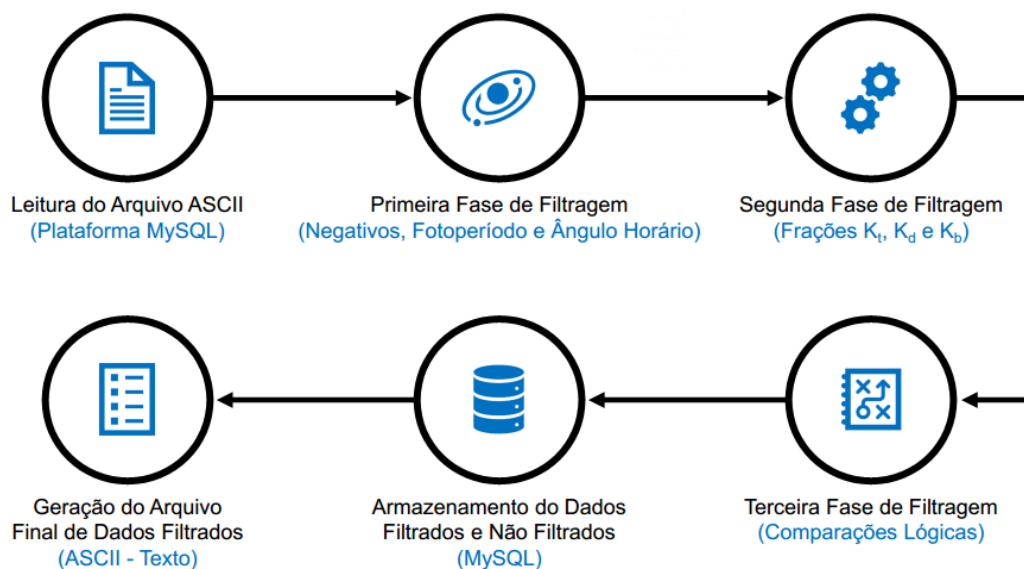 Leitura do Arquivo ASCII
(Plataforma MySQL)
Primeira Fase de Filtragem
(Negativos, Fotoperíodo e Ângulo Horário)
Segunda Fase de Filtragem
(Frações Kt, Kd e Kb)
Geração do Arquivo
Final de Dados Filtrados
(ASCII - Texto)
Armazenamento do Dados
Filtrados e Não Filtrados
(MySQL)
Terceira Fase de Filtragem
(Comparações Lógicas)